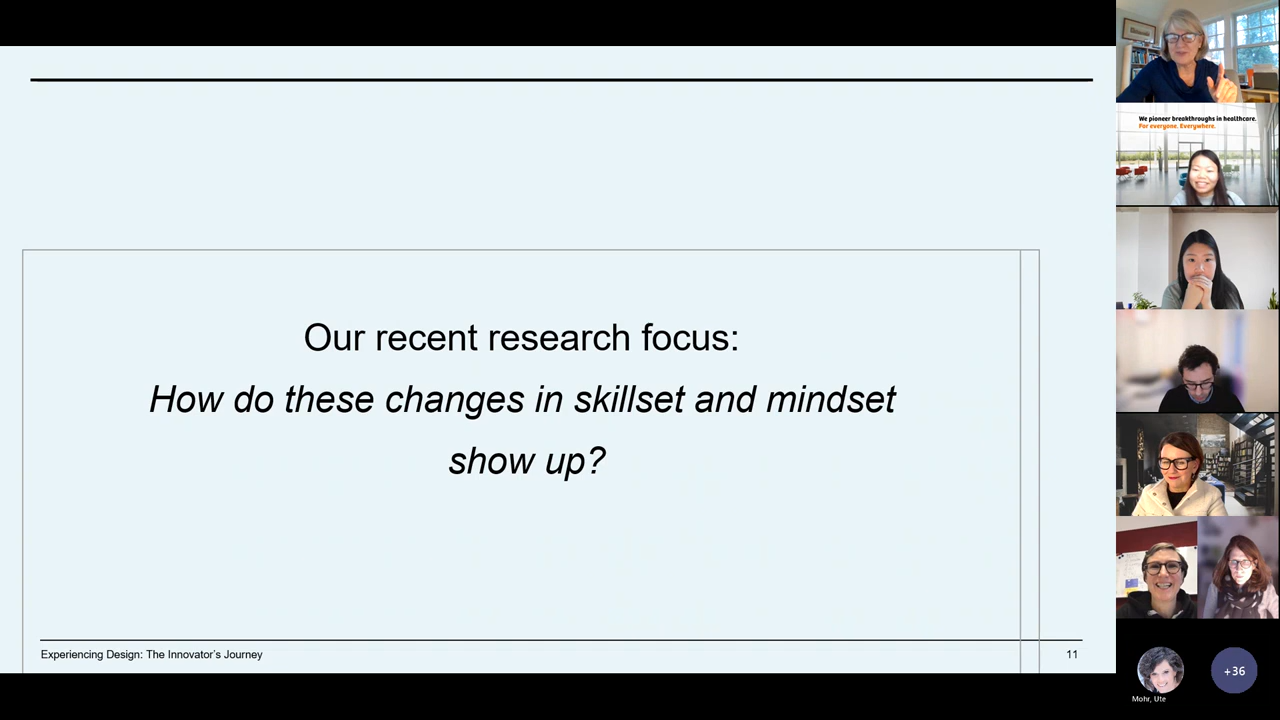 We pioneer breakthroughs in healthcare.
For everyone. Everywhere.
Our recent research focus:
How do these changes in skillset and mindset
show up?
Experiencing Design: The Innovator's Journey
11
Mohr, Ute
+36